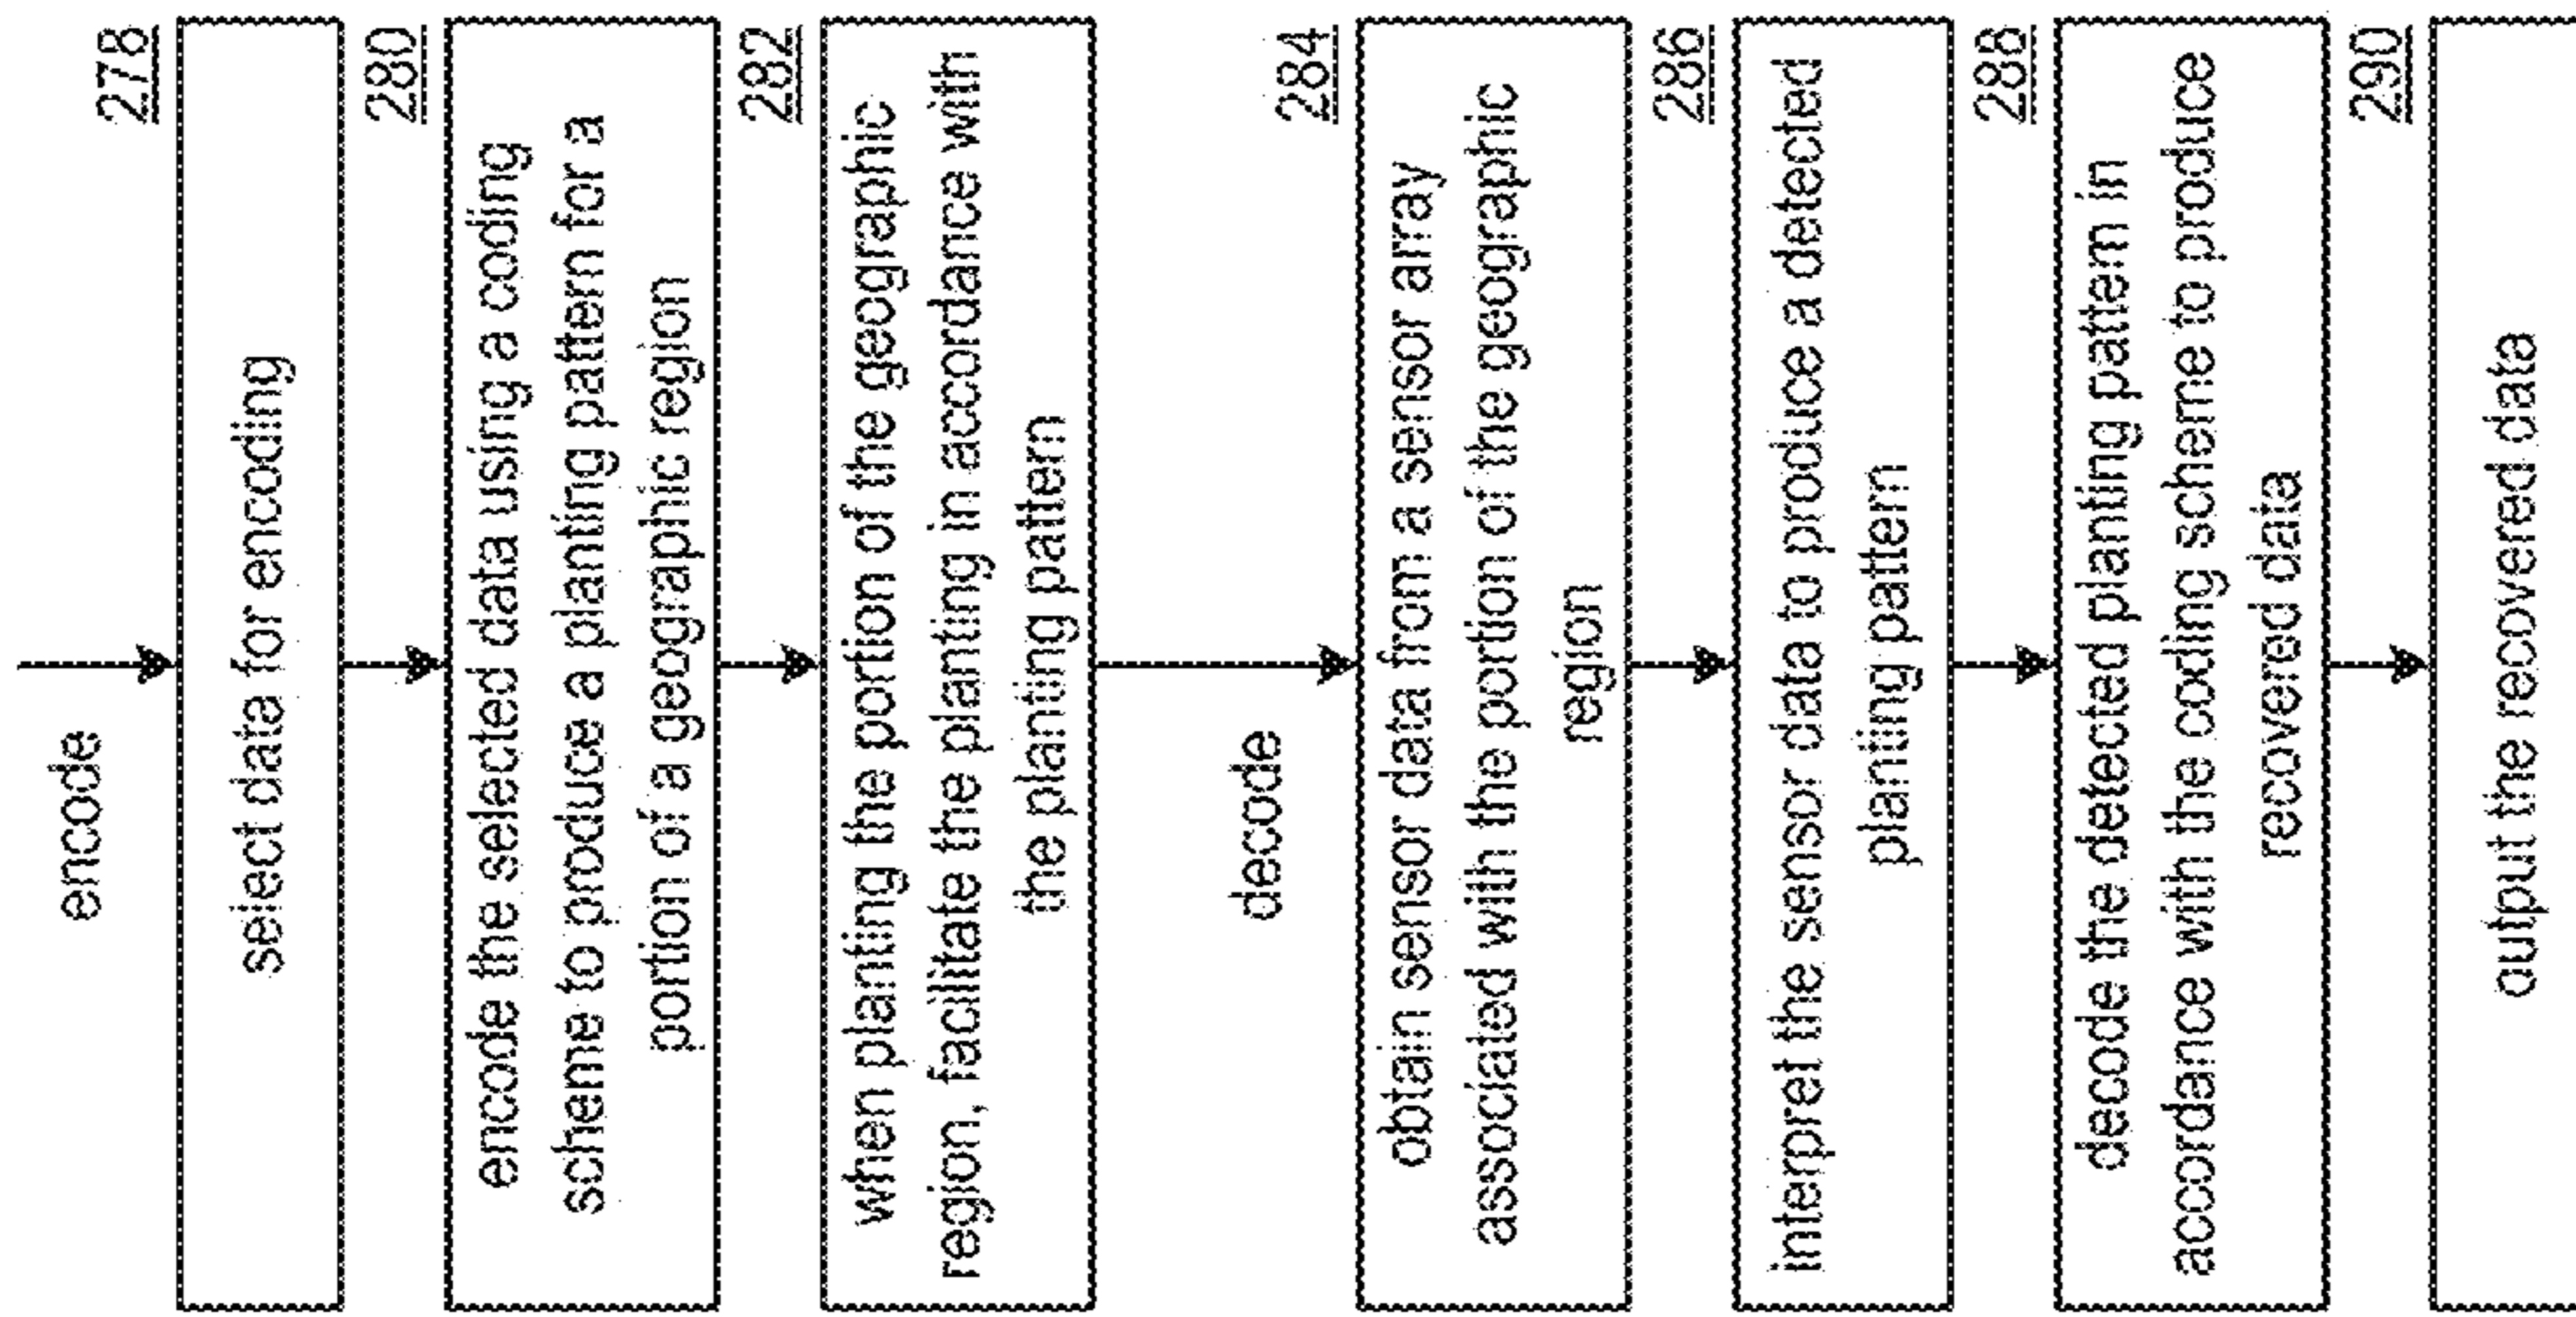 encode
278
select data for encoding
280
encode the selected data using a coding
scheme to produce a planting pattern for a
portion of a geographic region
282
when planting the portion of the geographic
region, facilitate the planting in accordance with
the planting pattern
decode
284
obtain sensor data from a sensor array
associated with the portion of the geographic
region
286
interpret the sensor data to produce a detected
planting pattern
288
decode the detected planting pattern in
accordance with the coding scheme to produce
recovered data
290
output the recovered data